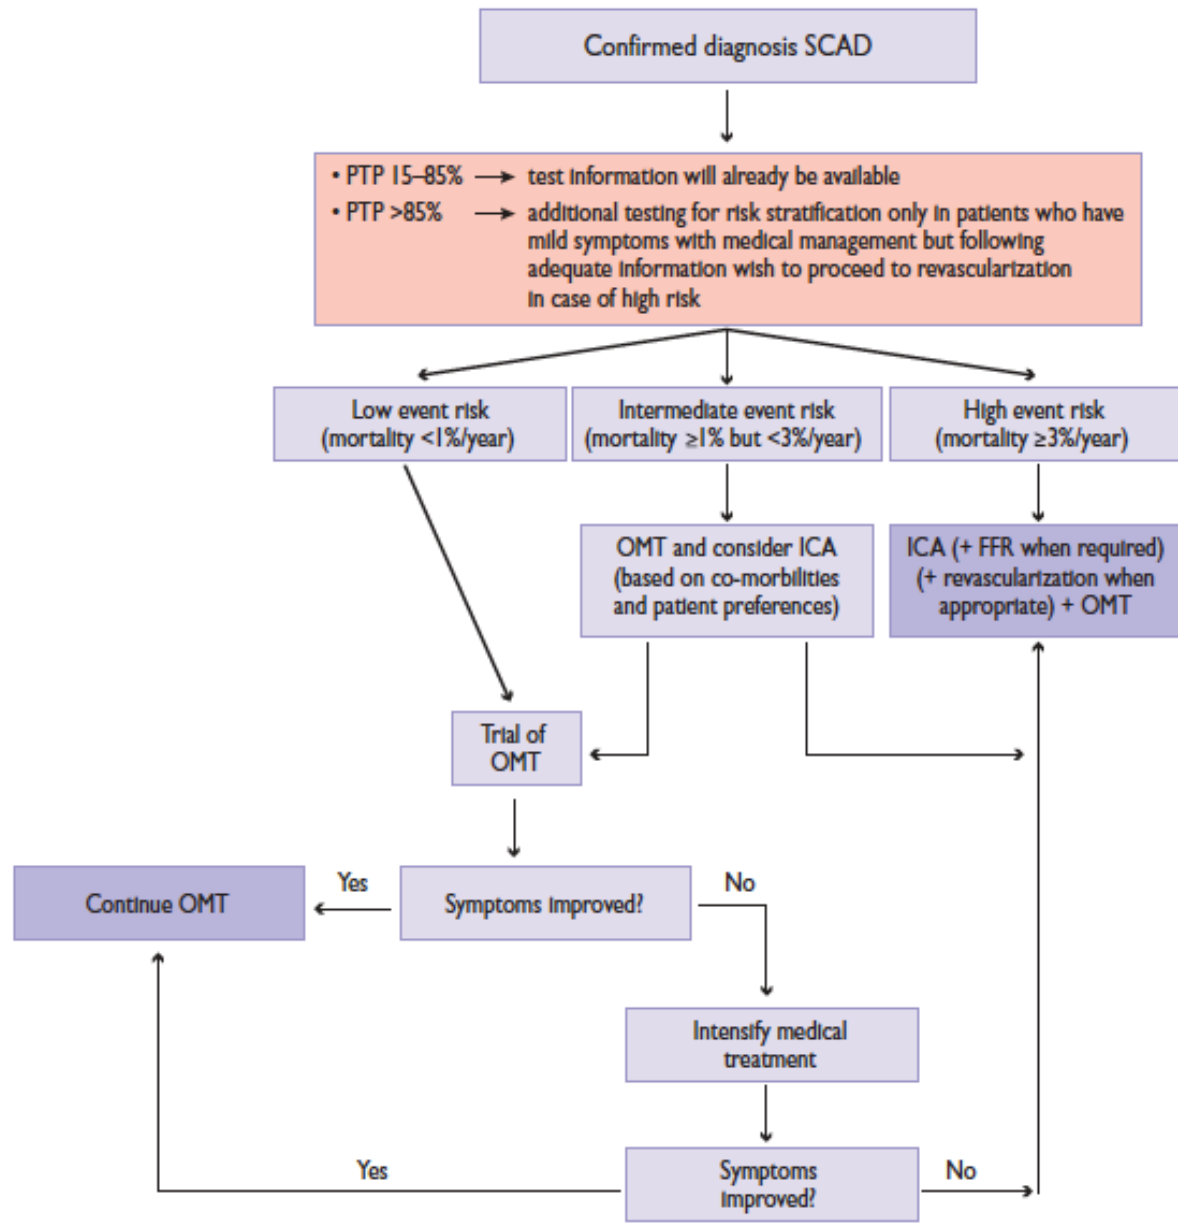 Confirmed diagnosis SCAD
• PTP 15–85% → test information will already be available
• PTP >85% → additional testing for risk stratification only in patients who have
mild symptoms with medical management but following
adequate information wish to proceed to revascularization
in case of high risk
Low event risk
(mortality <1%/year)
Intermediate event risk
(mortality ≥1% but <3%/year)
High event risk
(mortality ≥3%/year)
OMT and consider ICA
(based on co-morbilities
and patient preferences)
ICA (+ FFR when required)
(+ revascularization when
appropriate) + OMT
Trial of
OMT
Continue OMT
Yes
Symptoms improved?
No
Intensify medical
treatment
Yes
Symptoms
improved?
No